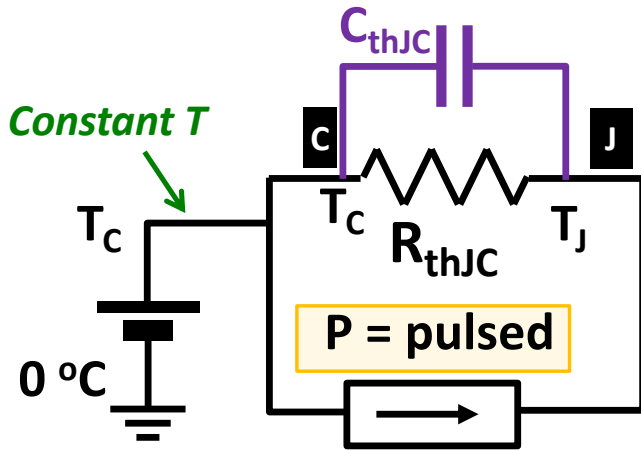 CthJC
Constant T
C
J
TC
TC
TJ
RthJC
P = pulsed
0 oC